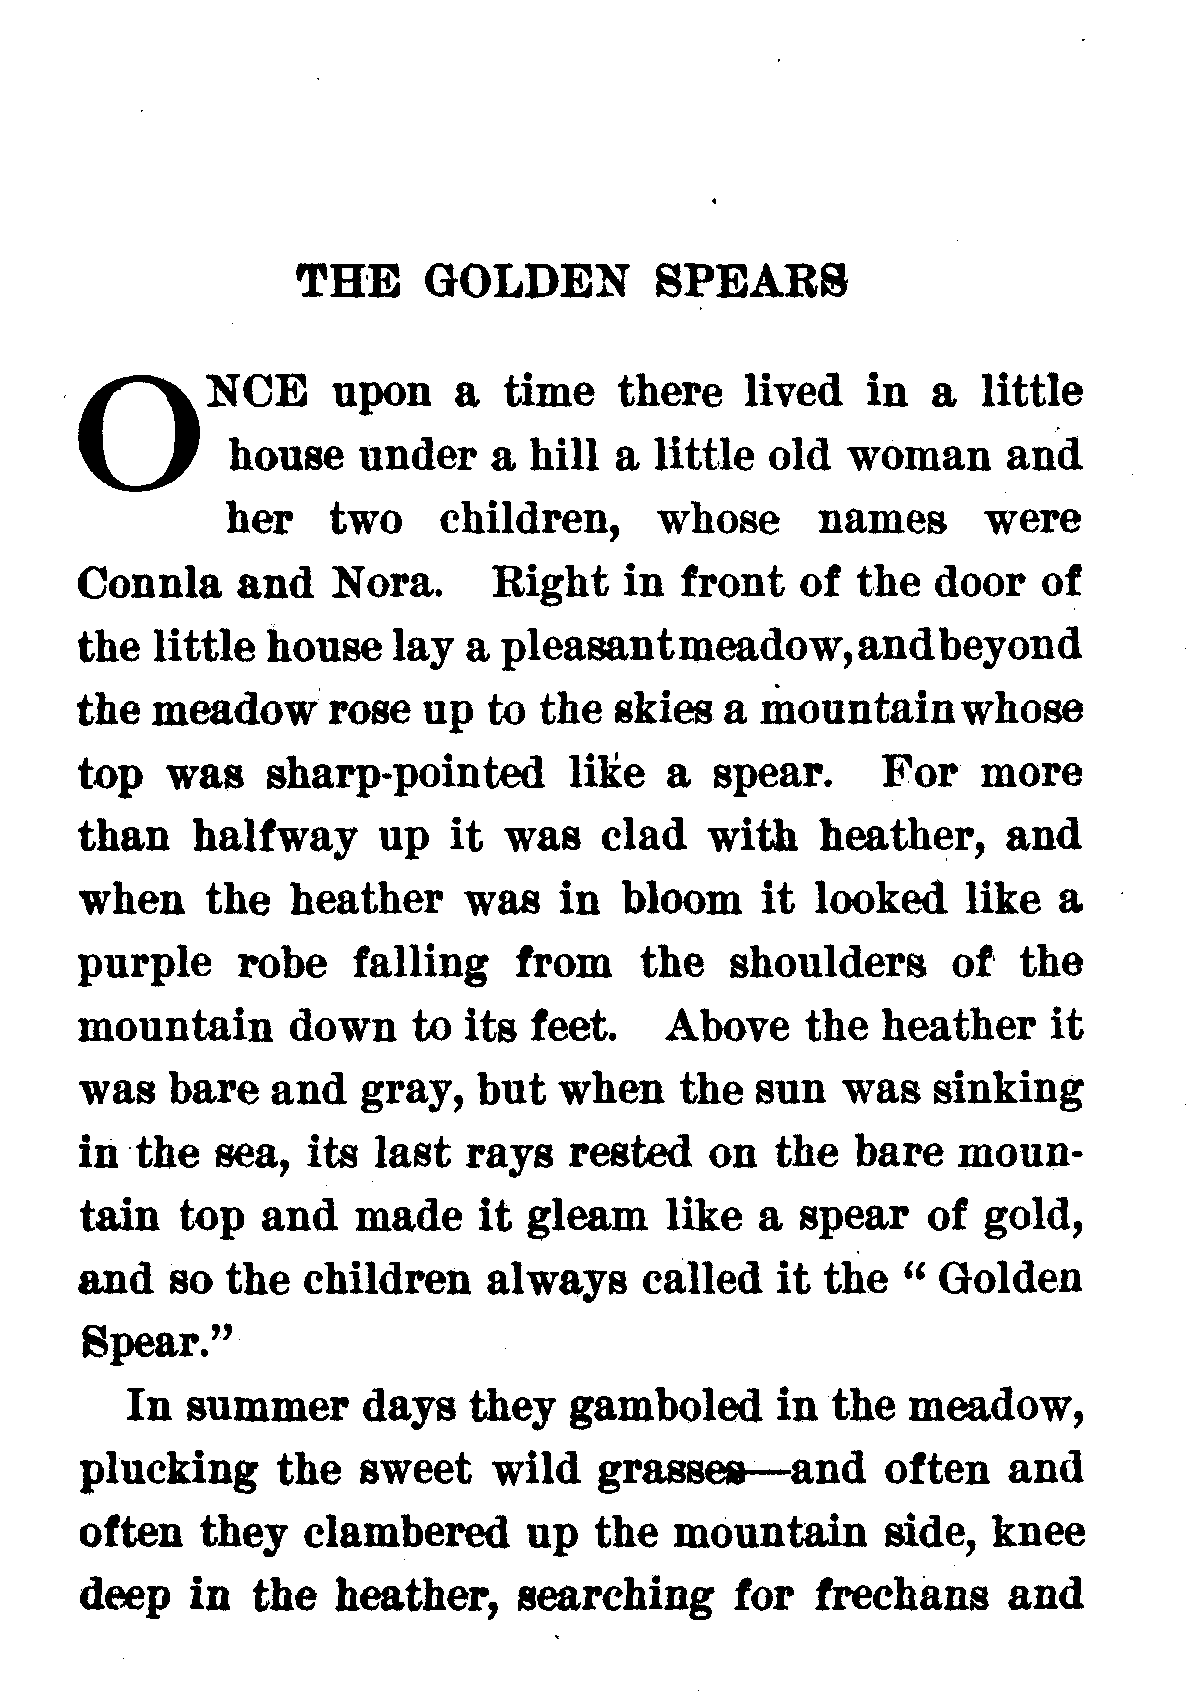 THE GOLDEN SPEARS
ONCE upon a time there lived in a little
house under a hill a little old woman and
her two children, whose names were
Connla and Nora. Right in front of the door of
the little house lay a pleasant meadow, and beyond
the meadow rose up to the skies a mountain whose
top was sharp-pointed like a spear. For more
than halfway up it was clad with heather, and
when the heather was in bloom it looked like a
purple robe falling from the shoulders of the
mountain down to its feet. Above the heather it
was bare and gray, but when the sun was sinking
in the sea, its last rays rested on the bare moun-
tain top and made it gleam like a spear of gold,
and so the children always called it the “ Golden
Spear.”
In summer days they gamboled in the meadow,
plucking the sweet wild grasses—and often and
often they clambered up the mountain side, knee
deep in the heather, searching for frechans and